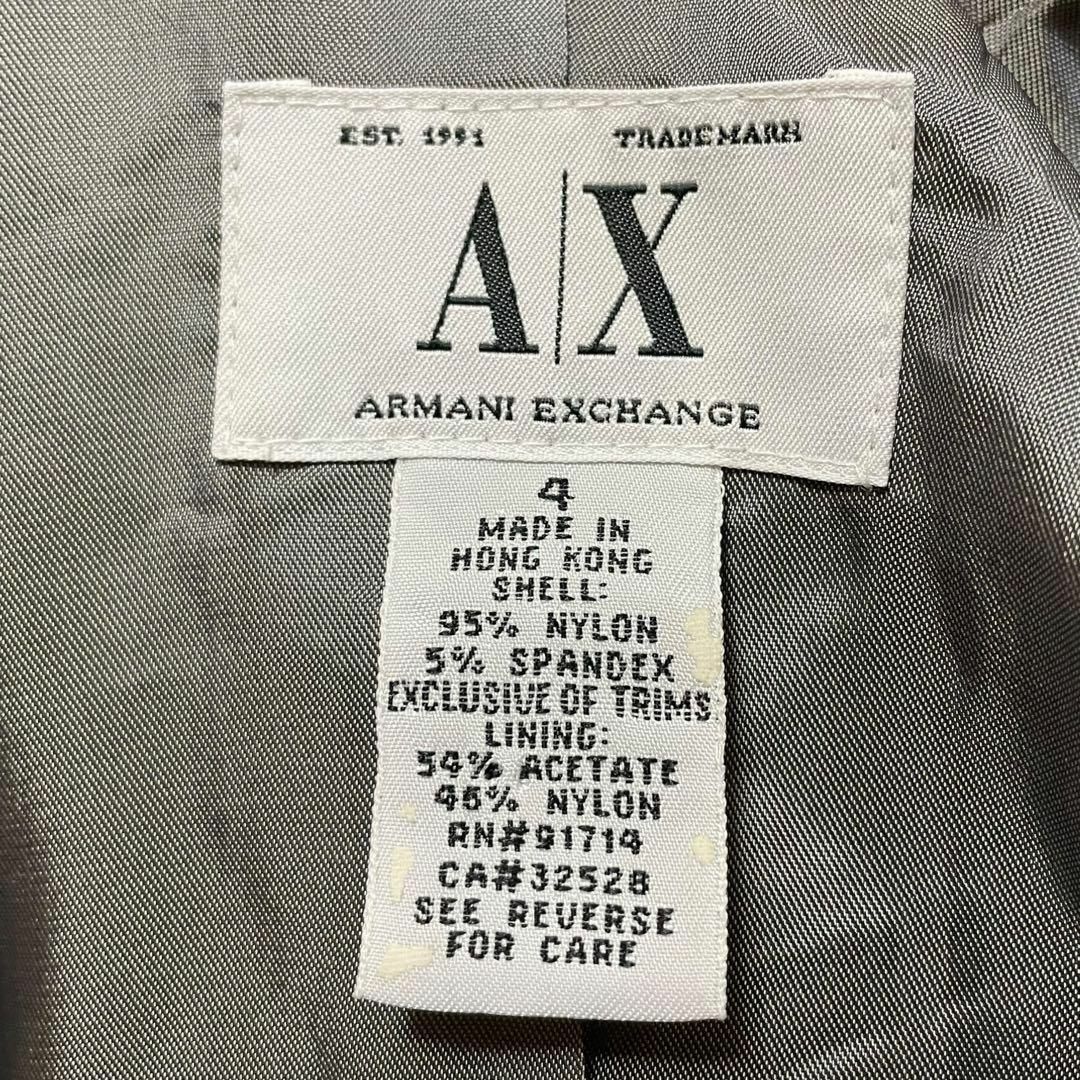 EST. 1991 TRADEMARK
A|X
ARMANI EXCHANGE
4
MADE IN
HONG KONG
SHELL:
95% NYLON
5% SPANDEX
EXCLUSIVE OF TRIMS
LINING:
54% ACETATE
46% NYLON
RN#91714
CA#32528
SEE REVERSE
FOR CARE